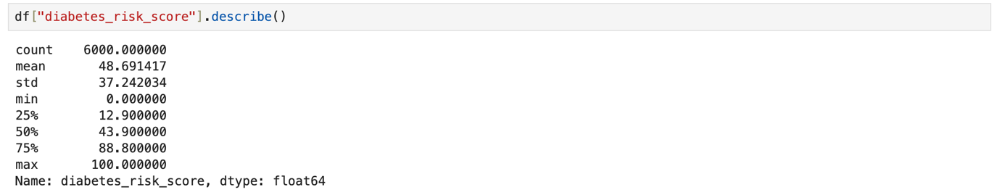 df["diabetes_risk_score"].describe()
count    6000.000000
mean       48.691417
std        37.242034
min         0.000000
25%        12.900000
50%        43.900000
75%        88.800000
max       100.000000
Name: diabetes_risk_score, dtype: float64